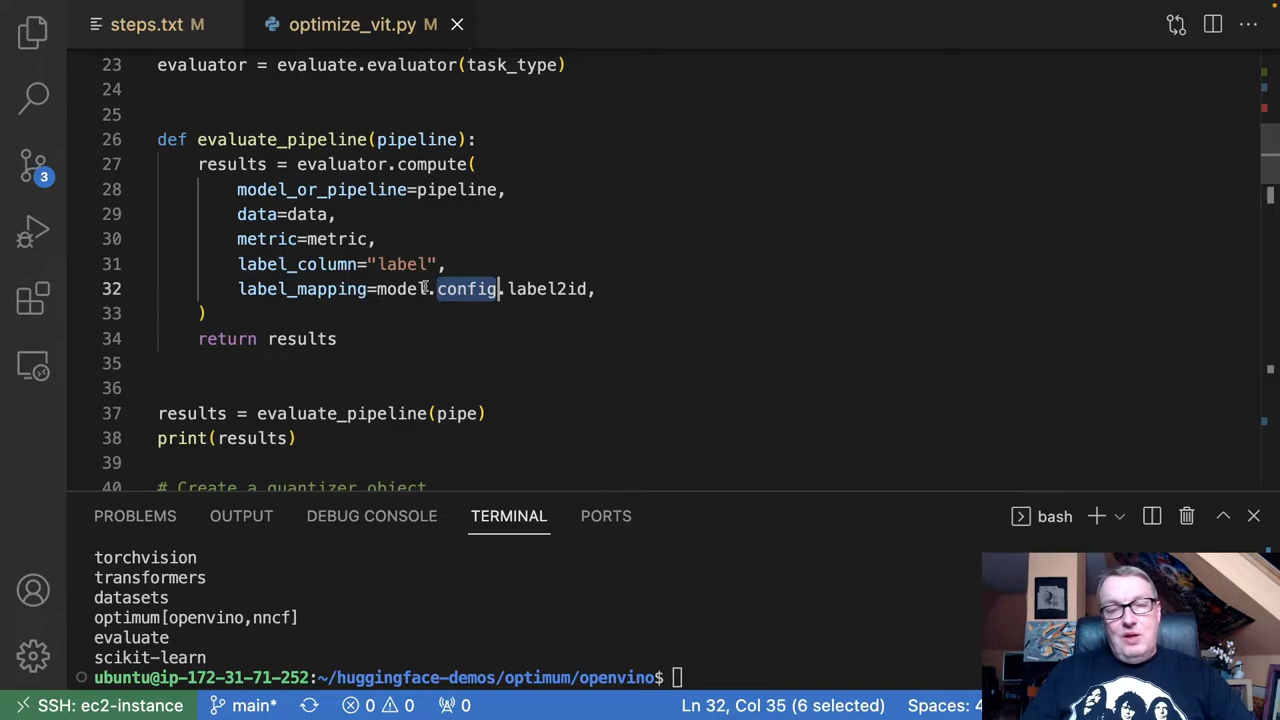 steps.txt M
optimize_vit.py M
23 evaluator = evaluate.evaluator(task_type)
24
25
26 def evaluate_pipeline(pipeline):
27 results = evaluator.compute(
28 model_or_pipeline=pipeline,
29 data=data,
30 metric=metric,
31 label_column="label",
32 label_mapping=model.config.label2id,
33 )
34 return results
35
36
37 results = evaluate_pipeline(pipe)
38 print(results)
39
40 # Create a quantizer object
3
PROBLEMS OUTPUT DEBUG CONSOLE TERMINAL PORTS bash
torchvision
transformers
datasets
optimum[openvino,nncf]
evaluate
scikit-learn
ubuntu@ip-172-31-71-252:~/huggingface-demos/optimum/openvino$
SSH: ec2-instance main* 0 0 0 Ln 32, Col 35 (6 selected) Spaces: